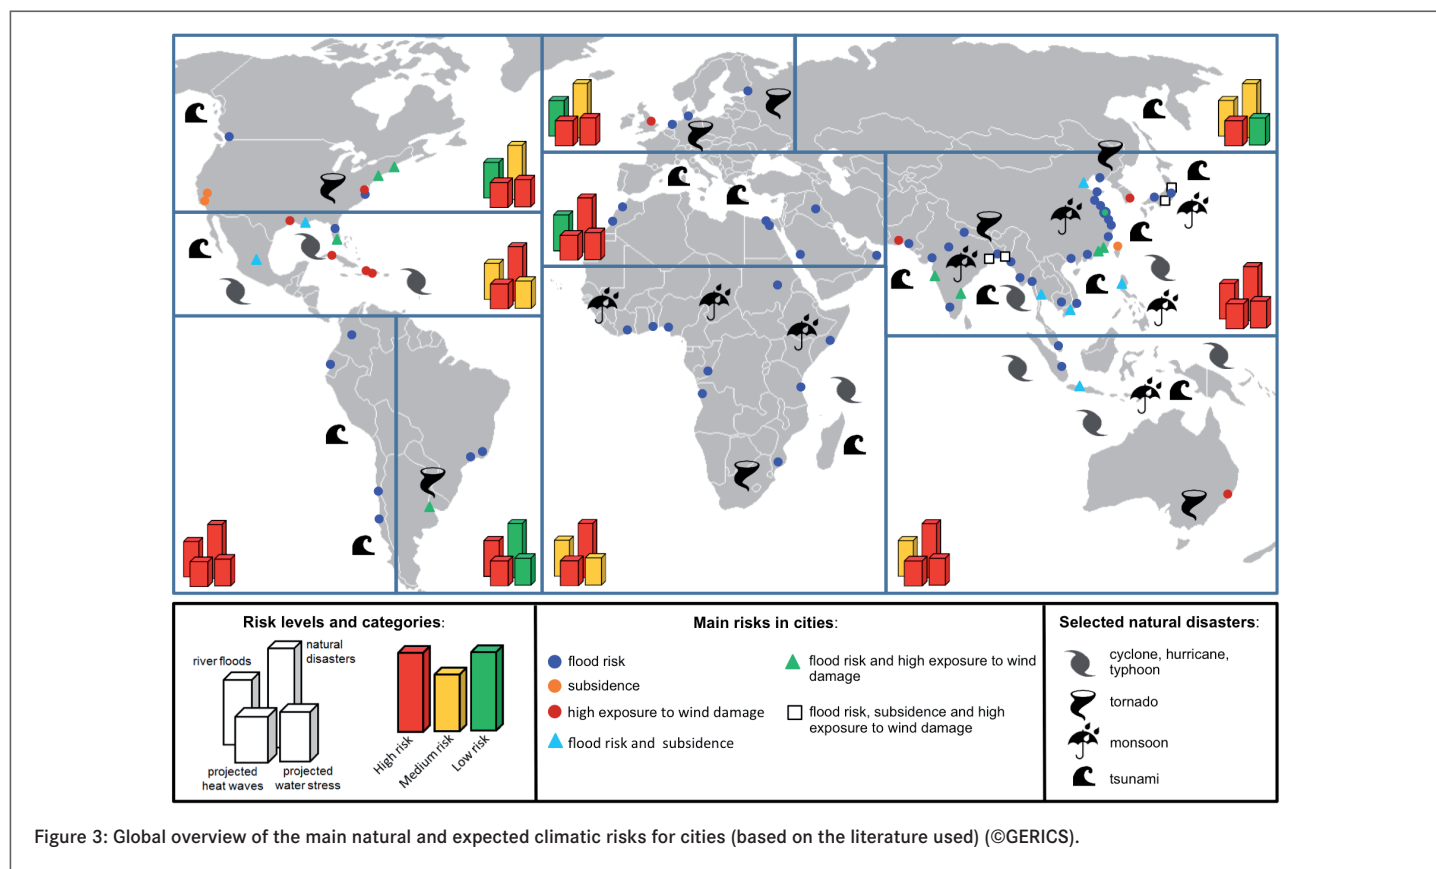 Risk levels and categories:
river floods
natural
disasters
projected
heat waves
projected
water stress
High risk
Medium risk
Low risk
Main risks in cities:
flood risk
subsidence
high exposure to wind damage
flood risk and subsidence
flood risk and high exposure to wind
damage
flood risk, subsidence and high
exposure to wind damage
Selected natural disasters:
cyclone, hurricane,
typhoon
tornado
monsoon
tsunami
Figure 3: Global overview of the main natural and expected climatic risks for cities (based on the literature used) (©GERICS).